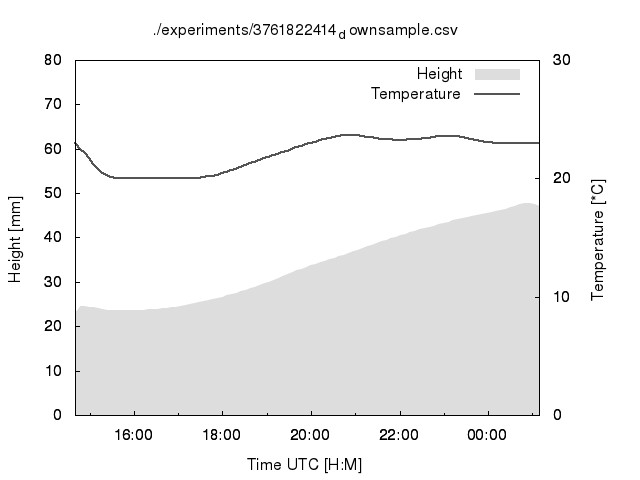 ./experiments/3761822414downsample.csv
80
70
60
50
40
30
20
10
0
30
20
10
0
Height
Temperature
Height [mm]
Temperature [*C]
16:00 18:00 20:00 22:00 00:00
Time UTC [H:M]